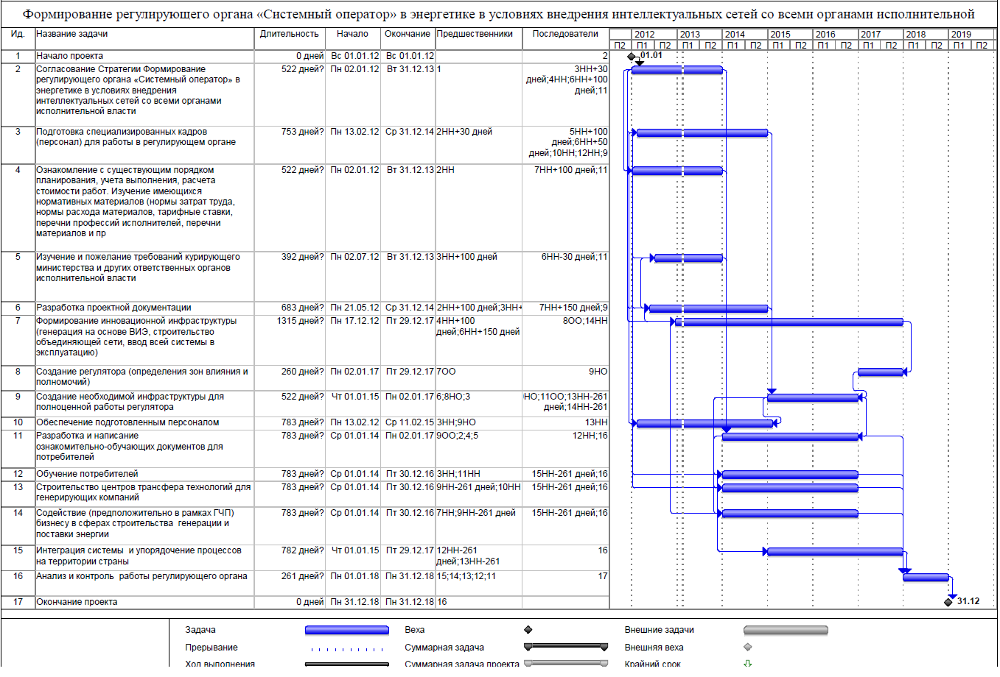 Формирование регулирующего органа «Системный оператор» в энергетике в условиях внедрения интеллектуальных сетей со всеми органами исполнительной
Ид. Название задачи Длительность Начало Окончание Предшественники Последователи 2012 2013 2014 2015 2016 2017 2018 2019
П2 П1 П2 П1 П2 П1 П2 П1 П2 П1 П2 П1 П2 П1 П2 П1 П2
1 Начало проекта 0 дней Вс 01.01.12 Вс 01.01.12 2 01.01
2 Согласование Стратегии Формирование 522 дней? Пн 02.01.12 Вт 31.12.13 1 3НН+30
регулирующего органа «Системный оператор» в дней;4НН;6НН+100
энергетике в условиях внедрения дней;11
интеллектуальных сетей со всеми органами
исполнительной власти
3 Подготовка специализированных кадров 753 дней? Пн 13.02.12 Ср 31.12.14 2НН+30 дней 5НН+100
(персонал) для работы в регулирующем органе дней;6НН+50
дней;10НН;12НН;9
4 Ознакомление с существующим порядком 522 дней? Пн 02.01.12 Вт 31.12.13 2НН 7НН+100 дней;11
планирования, учета выполнения, расчета
стоимости работ. Изучение имеющихся
нормативных материалов (нормы затрат труда,
нормы расхода материалов, тарифные ставки,
перечни профессий исполнителей, перечни
материалов и пр
5 Изучение и пожелание требований курирующего 392 дней? Пн 02.07.12 Вт 31.12.13 3НН+100 дней 6НН-30 дней;11
министерства и других ответственных органов
исполнительной власти
6 Разработка проектной документации 683 дней? Пн 21.05.12 Ср 31.12.14 2НН+100 дней;3НН+ 7НН+150 дней;9
7 Формирование инновационной инфраструктуры 1315 дней? Пн 17.12.12 Пт 29.12.17 4НН+100 8ОО;14НН
(генерация на основе ВИЭ, строительство дней;6НН+150 дней
объединяющей сети, ввод всей системы в
эксплуатацию)
8 Создание регулятора (определения зон влияния и 260 дней? Пн 02.01.17 Пт 29.12.17 7ОО 9НО
полномочий)
9 Создание необходимой инфраструктуры для 522 дней? Чт 01.01.15 Пн 02.01.17 6;8НО;3 НО;11ОО;13НН-261
полноценной работы регулятора дней;14НН-261
10 Обеспечение подготовленным персоналом 783 дней? Пн 13.02.12 Ср 11.02.15 3НН;9НО 13НН
11 Разработка и написание 783 дней? Ср 01.01.14 Пн 02.01.17 9ОО;2;4;5 12НН;16
ознакомительно-обучающих документов для
потребителей
12 Обучение потребителей 783 дней? Ср 01.01.14 Пт 30.12.16 3НН;11НН 15НН-261 дней;16
13 Строительство центров трансфера технологий для 783 дней? Ср 01.01.14 Пт 30.12.16 9НН-261 дней;10НН 15НН-261 дней;16
генерирующих компаний
14 Содействие (предположительно в рамках ГЧП) 783 дней? Ср 01.01.14 Пт 30.12.16 7НН;9НН-261 дней 15НН-261 дней;16
бизнесу в сферах строительства генерации и
поставки энергии
15 Интеграция системы и упорядочение процессов 782 дней? Чт 01.01.15 Пт 29.12.17 12НН-261 16
на территории страны дней;13НН-261
16 Анализ и контроль работы регулирующего органа 261 дней? Пн 01.01.18 Пн 31.12.18 15;14;13;12;11 17
17 Окончание проекта 0 дней Пн 31.12.18 Пн 31.12.18 16 31.12
Задача Веха Внешние задачи
Прерывание Суммарная задача Внешняя веха
Ход выполнения Суммарная задача проекта Крайний срок